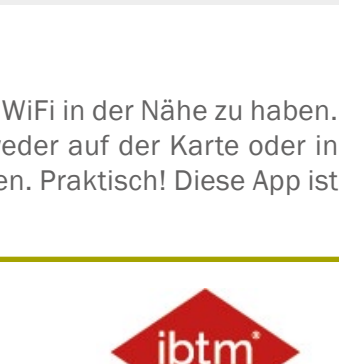 WiFi in der Nähe zu haben.
eder auf der Karte oder in
en. Praktisch! Diese App ist
ibtm